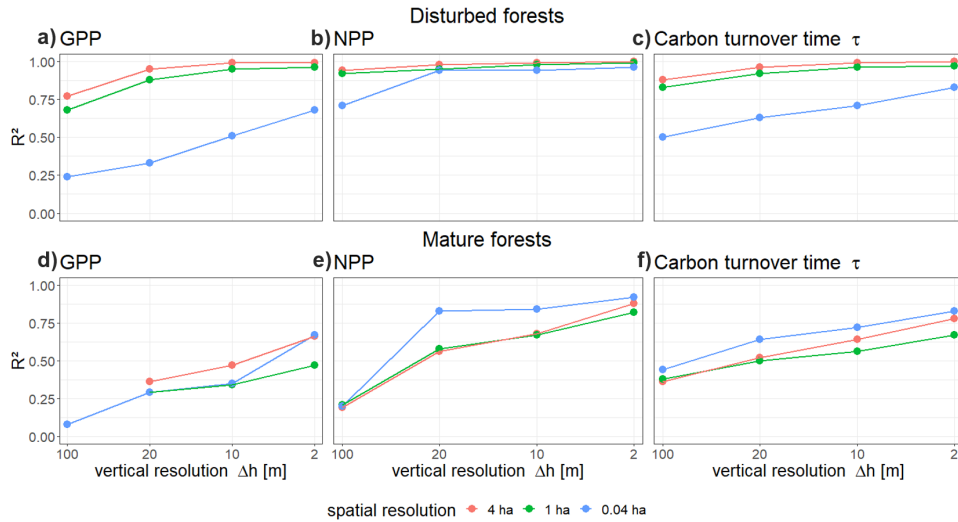 Disturbed forests
a) GPP
b) NPP
c) Carbon turnover time τ
R²
1.00
0.75
0.50
0.25
0.00
Mature forests
d) GPP
e) NPP
f) Carbon turnover time τ
R²
1.00
0.75
0.50
0.25
0.00
100 20 10 2
100 20 10 2
100 20 10 2
vertical resolution Δh [m]
vertical resolution Δh [m]
vertical resolution Δh [m]
spatial resolution 4 ha 1 ha 0.04 ha